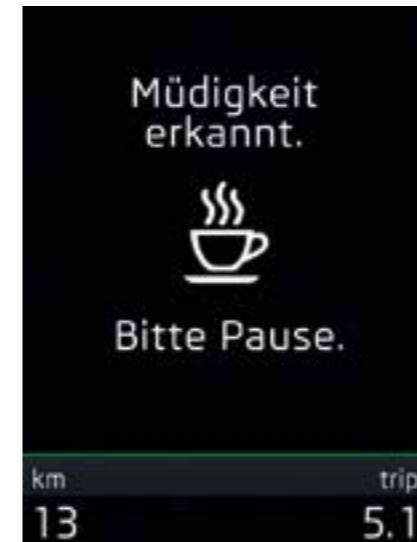 Müdigkeit
erkannt.
Bitte Pause.
km trip
13 5.1